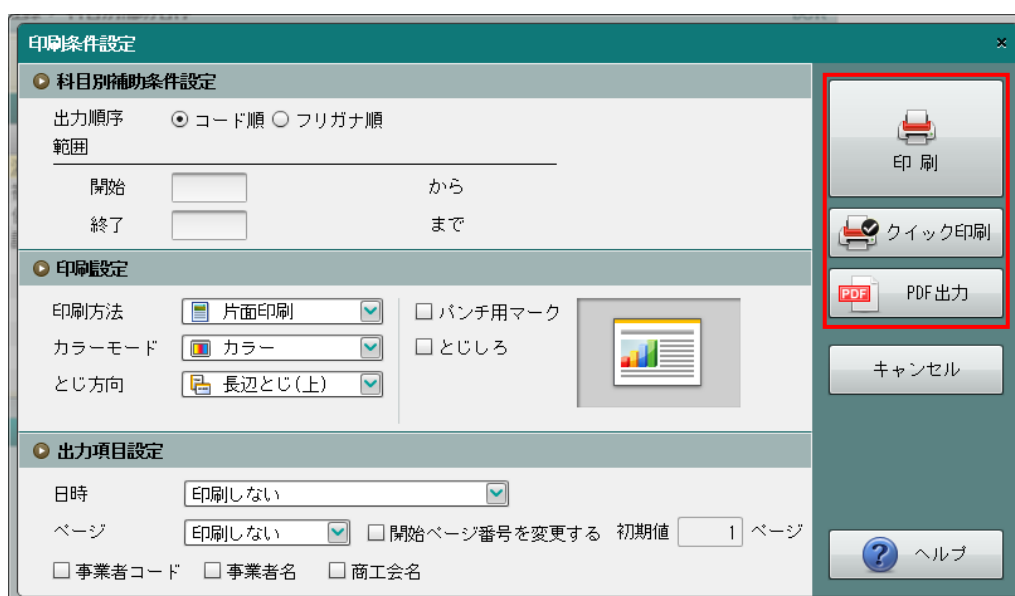 印刷条件設定
×
科目別補助条件設定
出力順序 コード順 フリガナ順
範囲
開始 から
終了 まで
印刷設定
印刷方法 片面印刷 パンチ用マーク
カラーモード カラー とじしろ
とじ方向 長辺とじ(上)
出力項目設定
日時 印刷しない
ページ 印刷しない 開始ページ番号を変更する 初期値 1 ページ
事業者コード 事業者名 商工会名
印刷
クイック印刷
PDF PDF出力
キャンセル
? ヘルプ